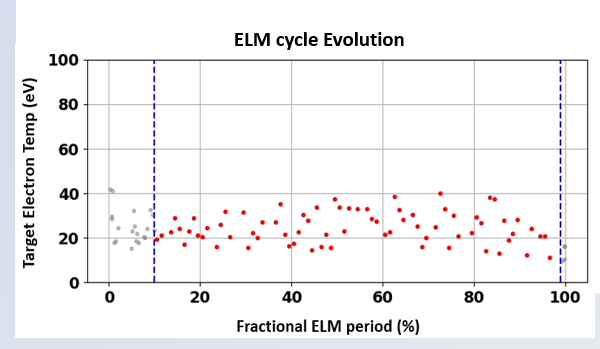 ELM cycle Evolution
Target Electron Temp (eV)
100
80
60
40
20
0
0 20 40 60 80 100
Fractional ELM period (%)